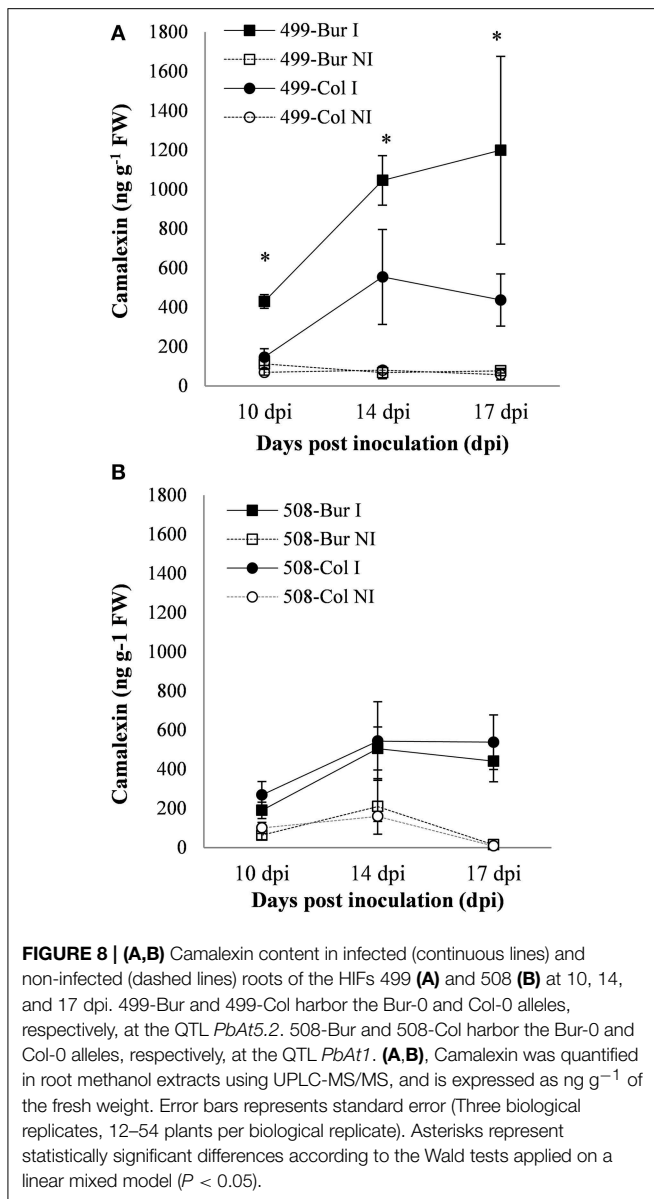 A
1800
1600
1400
1200
1000
800
600
400
200
0
Camalexin (ng g⁻¹ FW)
499-Bur I
499-Bur NI
499-Col I
499-Col NI
*
*
*
10 dpi 14 dpi 17 dpi
Days post inoculation (dpi)
B
1800
1600
1400
1200
1000
800
600
400
200
0
Camalexin (ng g-1 FW)
508-Bur I
508-Bur NI
508-Col I
508-Col NI
10 dpi 14 dpi 17 dpi
Days post inoculation (dpi)
FIGURE 8 | (A,B) Camalexin content in infected (continuous lines) and
non-infected (dashed lines) roots of the HIFs 499 (A) and 508 (B) at 10, 14,
and 17 dpi. 499-Bur and 499-Col harbor the Bur-0 and Col-0 alleles,
respectively, at the QTL PbAt5.2. 508-Bur and 508-Col harbor the Bur-0 and
Col-0 alleles, respectively, at the QTL PbAt1. (A,B), Camalexin was quantified
in root methanol extracts using UPLC-MS/MS, and is expressed as ng g⁻¹ of
the fresh weight. Error bars represents standard error (Three biological
replicates, 12–54 plants per biological replicate). Asterisks represent
statistically significant differences according to the Wald tests applied on a
linear mixed model (P < 0.05).